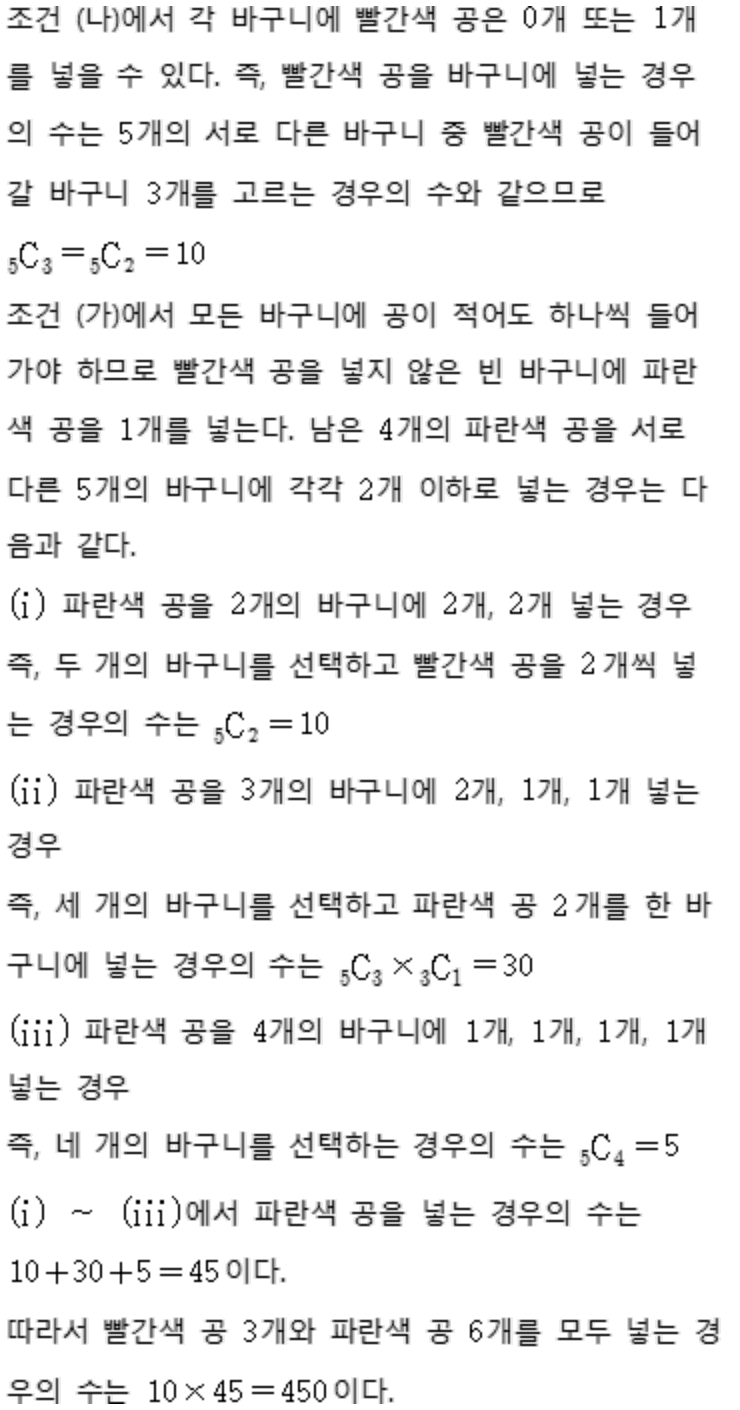 조건 (나)에서 각 바구니에 빨간색 공은 0개 또는 1개
를 넣을 수 있다. 즉, 빨간색 공을 바구니에 넣는 경우
의 수는 5개의 서로 다른 바구니 중 빨간색 공이 들어
갈 바구니 3개를 고르는 경우의 수와 같으므로
₅C₃=₅C₂=10
조건 (가)에서 모든 바구니에 공이 적어도 하나씩 들어
가야 하므로 빨간색 공을 넣지 않은 빈 바구니에 파란
색 공을 1개를 넣는다. 남은 4개의 파란색 공을 서로
다른 5개의 바구니에 각각 2개 이하로 넣는 경우는 다
음과 같다.
(i) 파란색 공을 2개의 바구니에 2개, 2개 넣는 경우
즉, 두 개의 바구니를 선택하고 빨간색 공을 2개씩 넣
는 경우의 수는 ₅C₂=10
(ii) 파란색 공을 3개의 바구니에 2개, 1개, 1개 넣는
경우
즉, 세 개의 바구니를 선택하고 파란색 공 2개를 한 바
구니에 넣는 경우의 수는 ₅C₃×₃C₁=30
(iii) 파란색 공을 4개의 바구니에 1개, 1개, 1개, 1개
넣는 경우
즉, 네 개의 바구니를 선택하는 경우의 수는 ₅C₄=5
(i) ~ (iii)에서 파란색 공을 넣는 경우의 수는
10+30+5=45이다.
따라서 빨간색 공 3개와 파란색 공 6개를 모두 넣는 경
우의 수는 10×45=450이다.